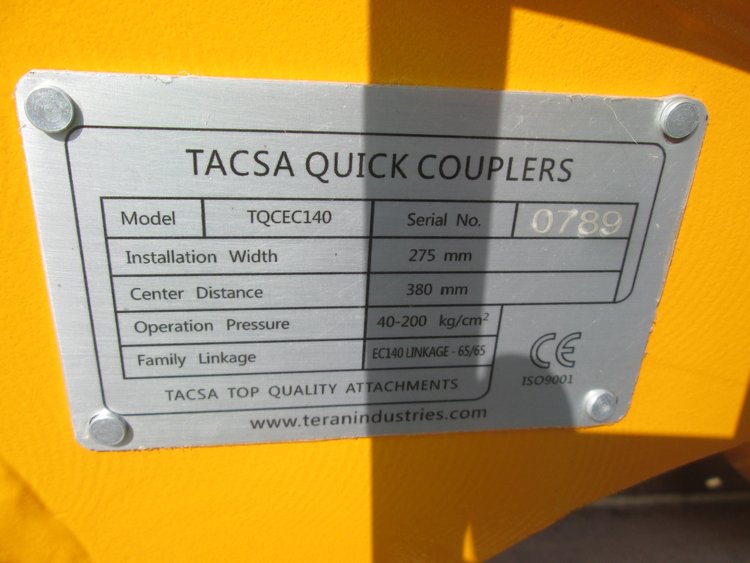 TACSA QUICK COUPLERS
Model TQCEC140 Serial No. 0789
Installation Width 275 mm
Center Distance 380 mm
Operation Pressure 40-200 kg/cm²
Family Linkage EC140 LINKAGE - 65/65
CE
ISO9001
TACSA TOP QUALITY ATTACHMENTS
www.teranindustries.com